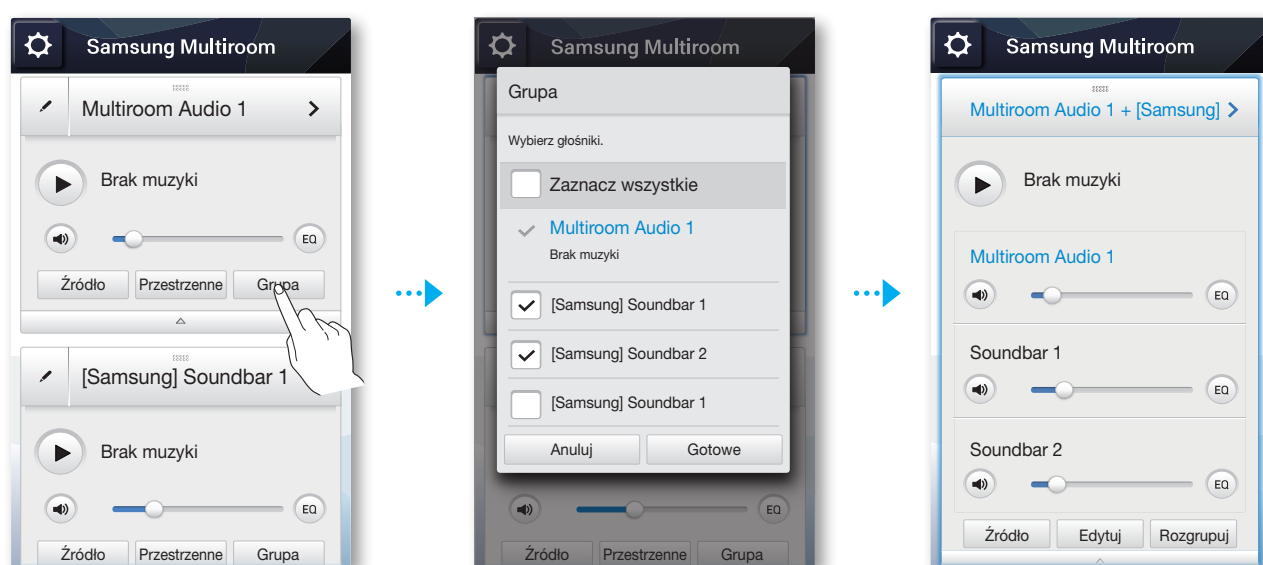 Samsung Multiroom
Multiroom Audio 1
Brak muzyki
EQ
Źródło
Przestrzenne
Grupa
[Samsung] Soundbar 1
Brak muzyki
EQ
Źródło
Przestrzenne
Grupa
Samsung Multiroom
Grupa
Wybierz głośniki.
Zaznacz wszystkie
Multiroom Audio 1
Brak muzyki
[Samsung] Soundbar 1
[Samsung] Soundbar 2
[Samsung] Soundbar 1
Anuluj
Gotowe
EQ
Źródło
Przestrzenne
Grupa
Samsung Multiroom
Multiroom Audio 1 + [Samsung]
Brak muzyki
Multiroom Audio 1
EQ
Soundbar 1
EQ
Soundbar 2
EQ
Źródło
Edytuj
Rozgrupuj